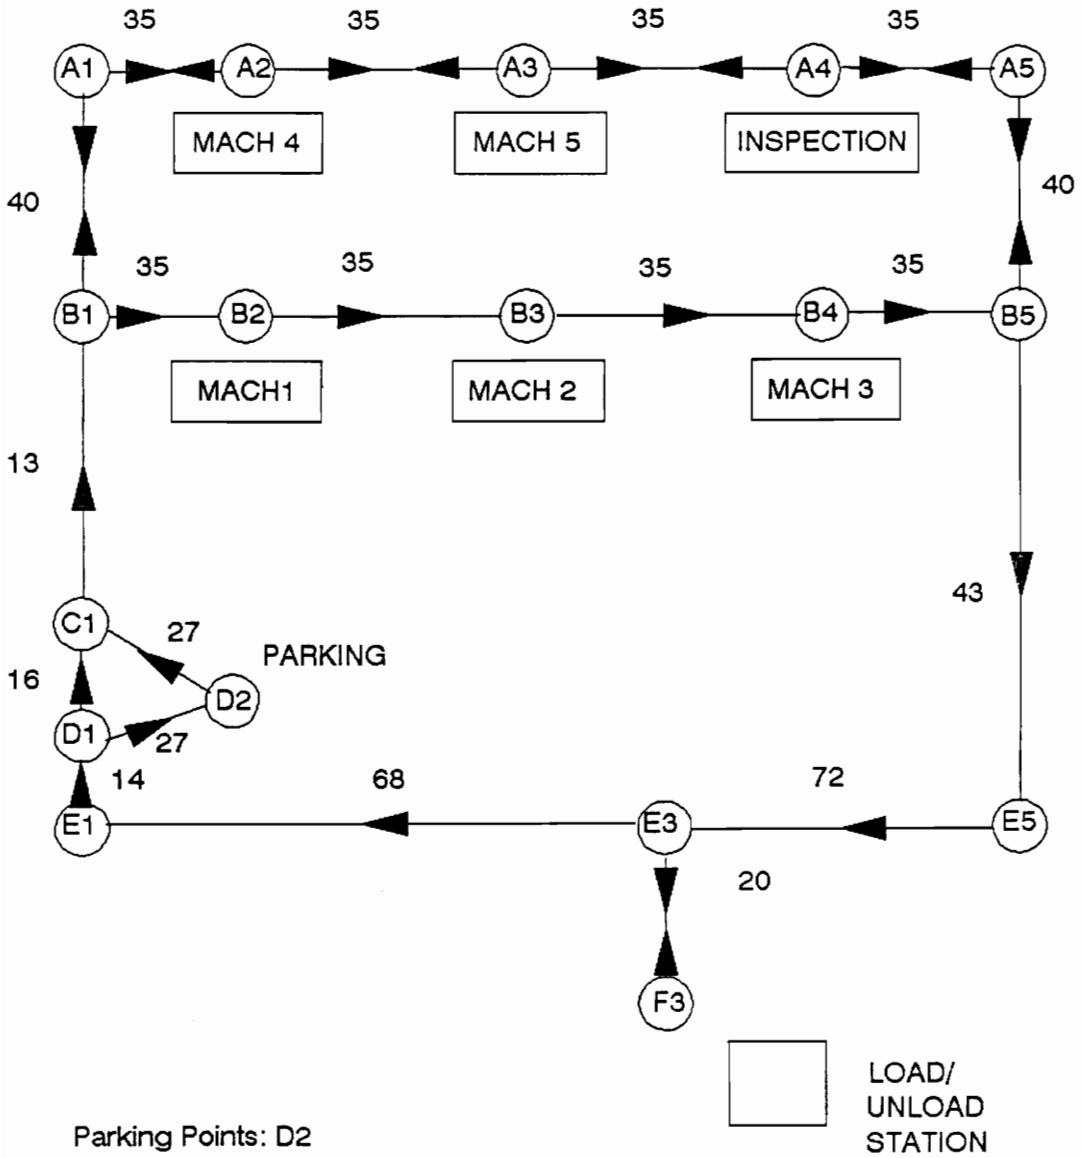 35
35
35
35
A1
A2
A3
A4
A5
MACH 4
MACH 5
INSPECTION
40
40
35
35
35
35
B1
B2
B3
B4
B5
MACH1
MACH 2
MACH 3
13
43
C1
27
PARKING
16
D2
D1
27
14
68
72
E1
E3
E5
20
F3
LOAD/
UNLOAD
STATION
Parking Points: D2